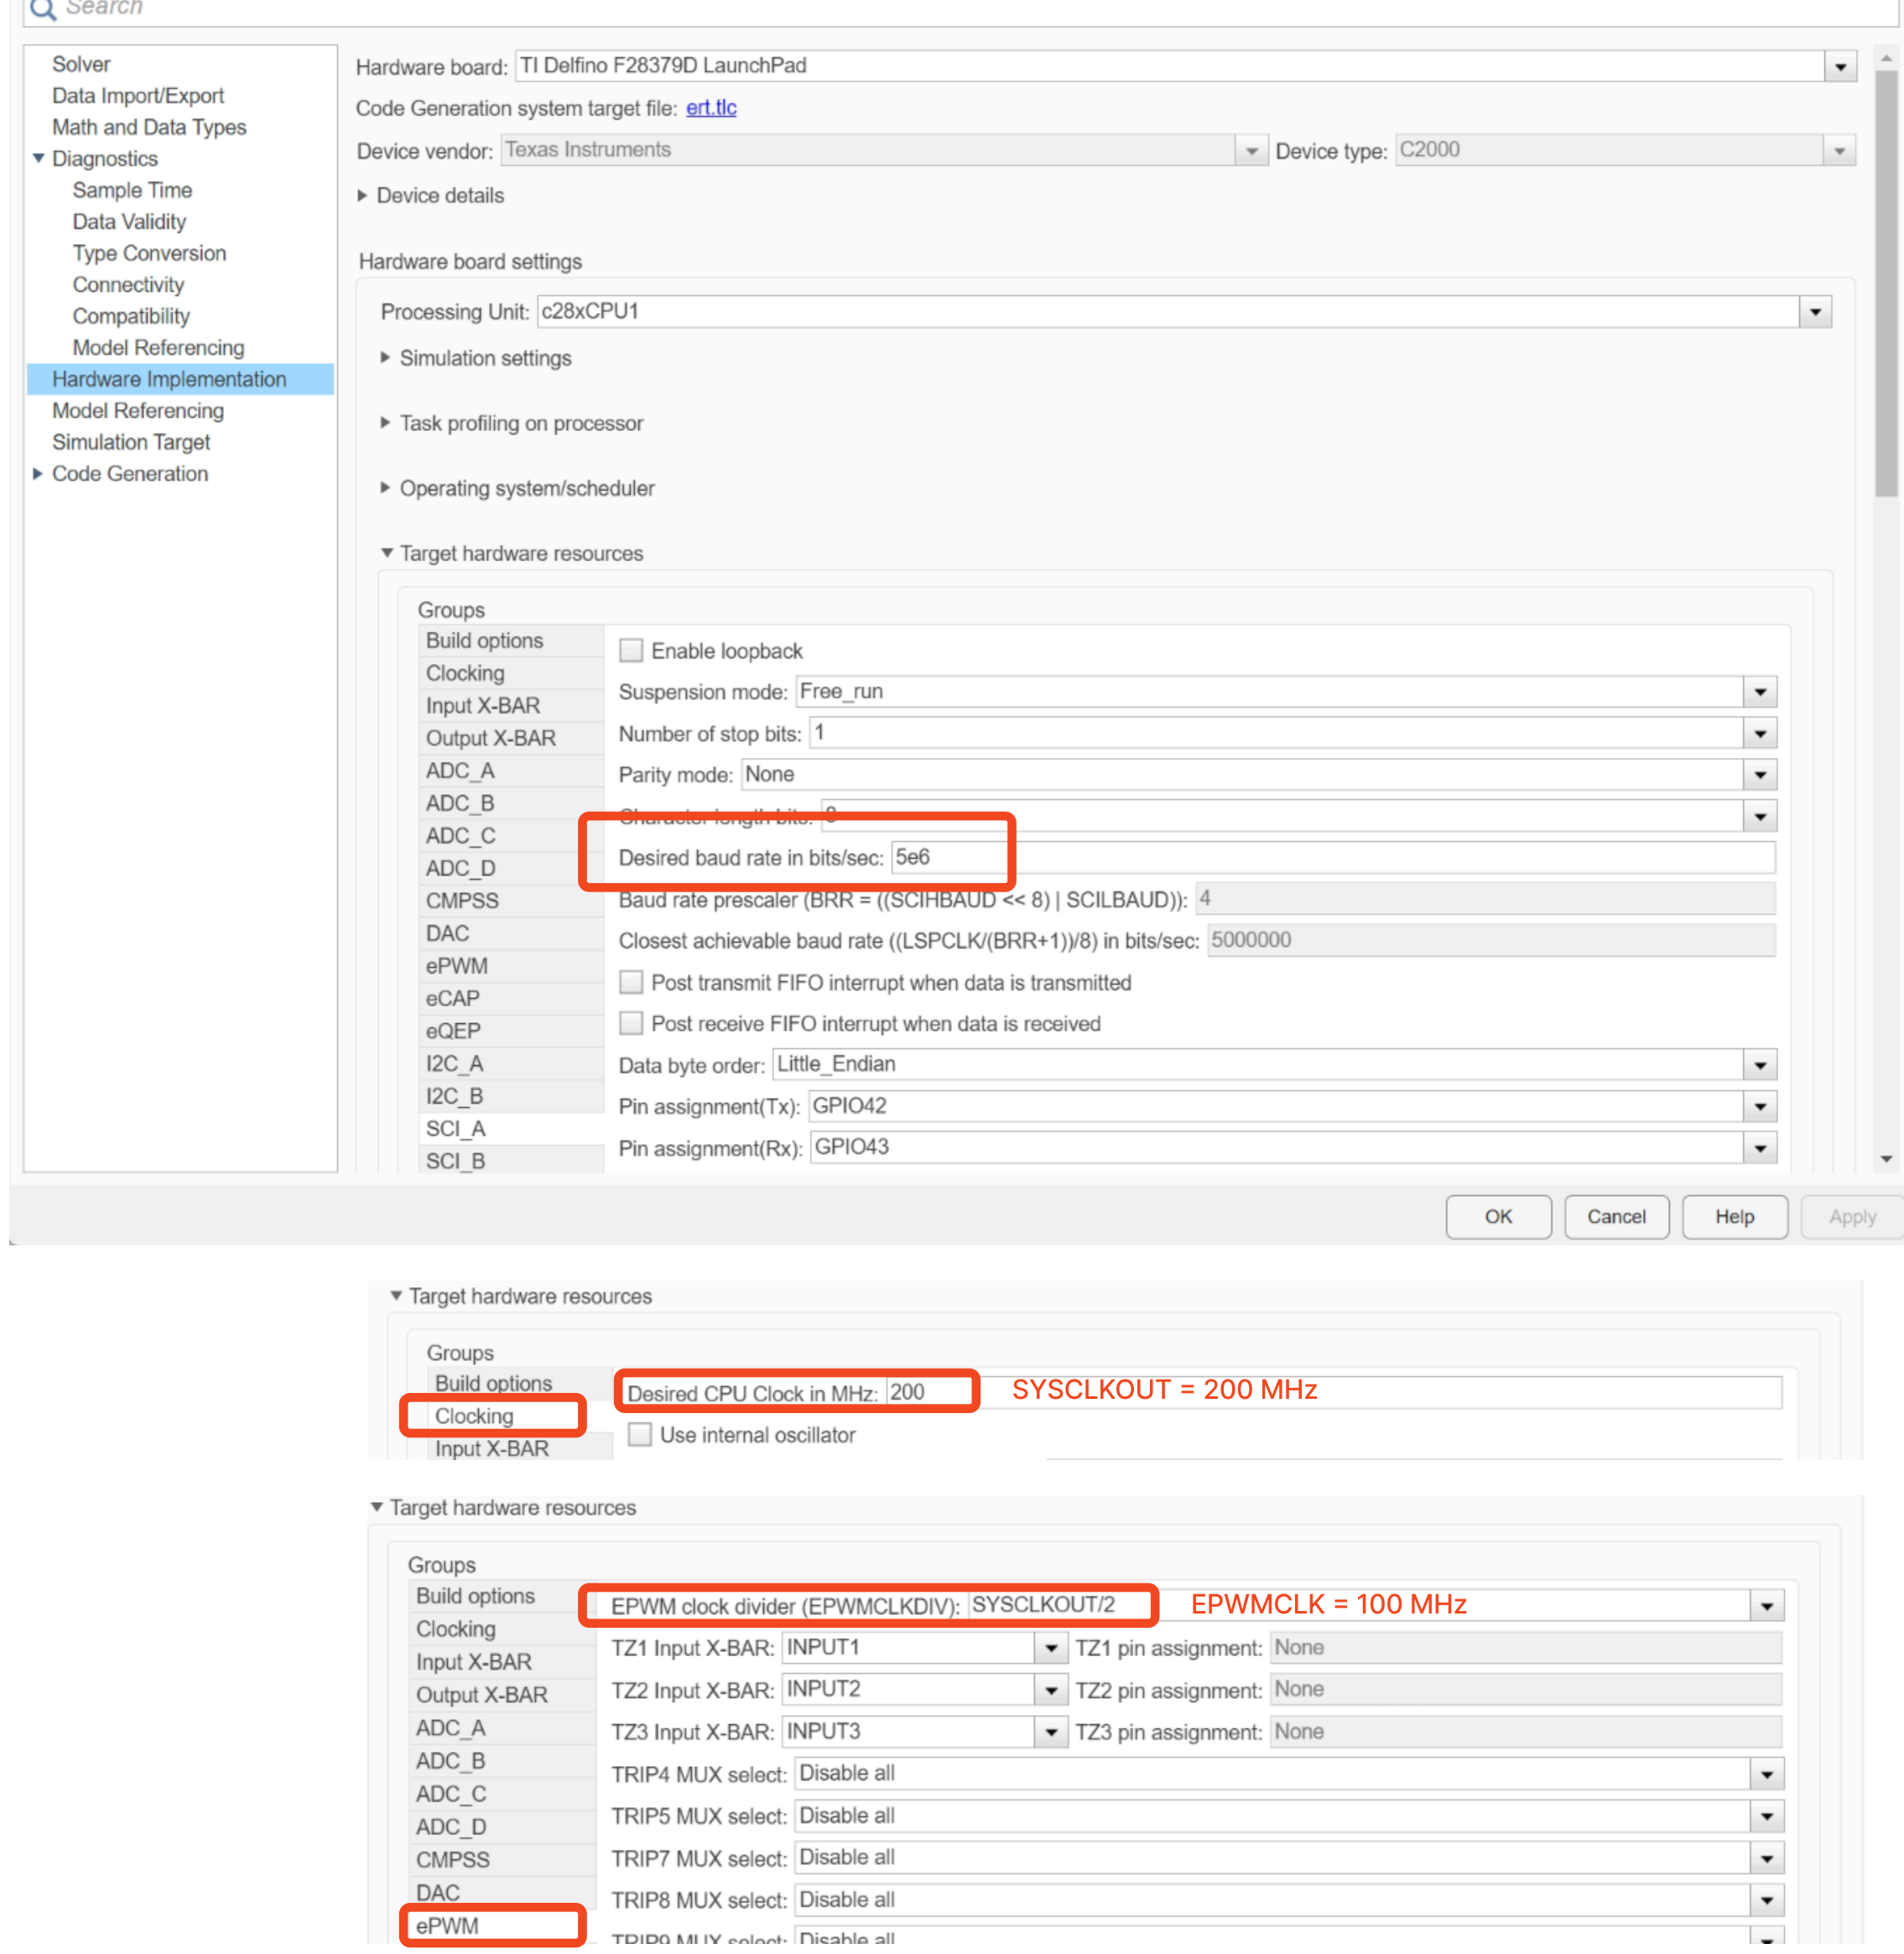 Search
Solver
Data Import/Export
Math and Data Types
Diagnostics
Sample Time
Data Validity
Type Conversion
Connectivity
Compatibility
Model Referencing
Hardware Implementation
Model Referencing
Simulation Target
Code Generation
Hardware board: TI Delfino F28379D LaunchPad
Code Generation system target file: ert.tlc
Device vendor: Texas Instruments Device type: C2000
Device details
Hardware board settings
Processing Unit: c28xCPU1
Simulation settings
Task profiling on processor
Operating system/scheduler
Target hardware resources
Groups
Build options
Clocking
Input X-BAR
Output X-BAR
ADC_A
ADC_B
ADC_C
ADC_D
CMPSS
DAC
ePWM
eCAP
eQEP
I2C_A
I2C_B
SCI_A
SCI_B
Enable loopback
Suspension mode: Free_run
Number of stop bits: 1
Parity mode: None
Character length bits: 8
Desired baud rate in bits/sec: 5e6
Baud rate prescaler (BRR = ((SCIHBAUD << 8) | SCILBAUD)): 4
Closest achievable baud rate ((LSPCLK/(BRR+1))/8) in bits/sec: 5000000
Post transmit FIFO interrupt when data is transmitted
Post receive FIFO interrupt when data is received
Data byte order: Little_Endian
Pin assignment(Tx): GPIO42
Pin assignment(Rx): GPIO43
OK Cancel Help Apply
Target hardware resources
Groups
Build options
Clocking
Input X-BAR
Desired CPU Clock in MHz: 200 SYSCLKOUT = 200 MHz
Use internal oscillator
Target hardware resources
Groups
Build options
Clocking
Input X-BAR
Output X-BAR
ADC_A
ADC_B
ADC_C
ADC_D
CMPSS
DAC
ePWM
EPWM clock divider (EPWMCLKDIV): SYSCLKOUT/2 EPWMCLK = 100 MHz
TZ1 Input X-BAR: INPUT1 TZ1 pin assignment: None
TZ2 Input X-BAR: INPUT2 TZ2 pin assignment: None
TZ3 Input X-BAR: INPUT3 TZ3 pin assignment: None
TRIP4 MUX select: Disable all
TRIP5 MUX select: Disable all
TRIP7 MUX select: Disable all
TRIP8 MUX select: Disable all
TRIP9 MUX select: Disable all